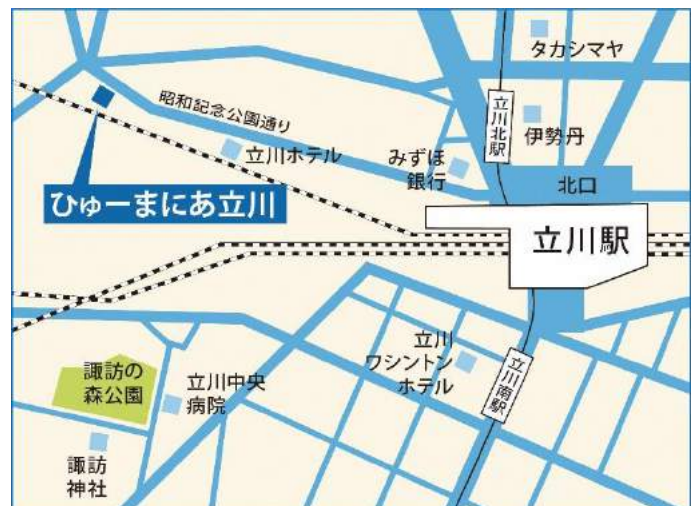 タカシマヤ
昭和記念公園通り
立川北駅
伊勢丹
立川ホテル
みずほ
銀行
北口
ひゅーまにあ立川
立川駅
立川
ワシントン
ホテル
立川南駅
諏訪の
森公園
立川中央
病院
諏訪
神社